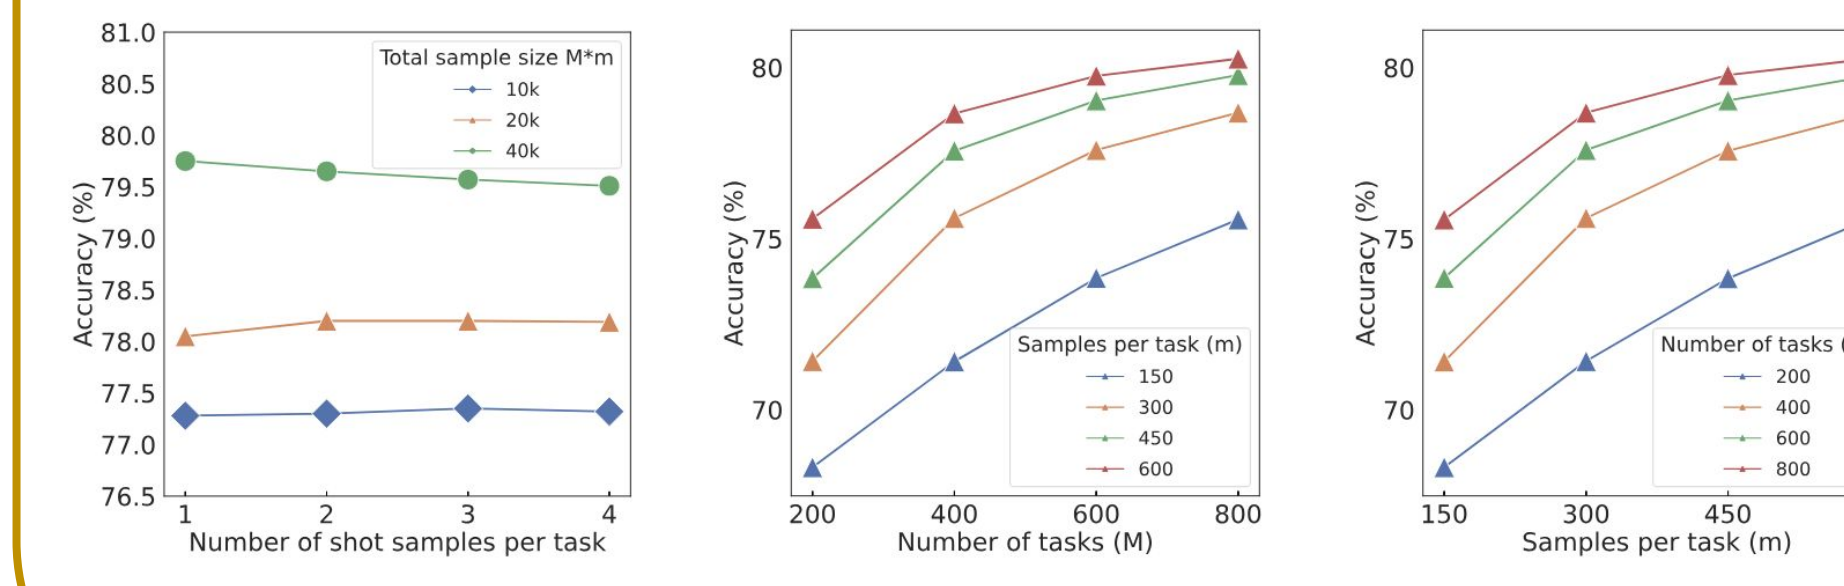 81.0
80.5
80.0
79.5
79.0
78.5
78.0
77.5
77.0
76.5
Accuracy (%)
Total sample size M*m
10k
20k
40k
1 2 3 4
Number of shot samples per task
80
75
70
Accuracy (%)
Samples per task (m)
150
300
450
600
200 400 600 800
Number of tasks (M)
80
75
70
Accuracy (%)
Number of tasks (
200
400
600
800
150 300 450
Samples per task (m)